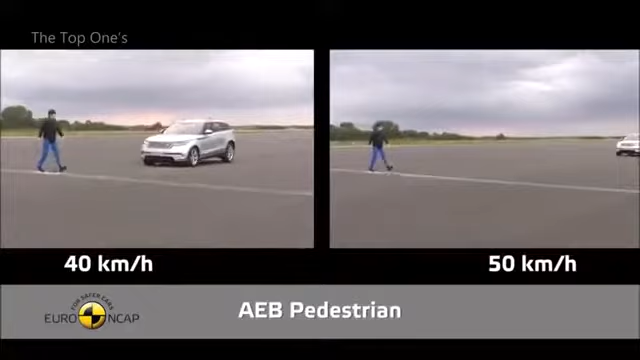 The Top One's
40 km/h
50 km/h
FOR SAFER CARS
EURO NCAP
AEB Pedestrian